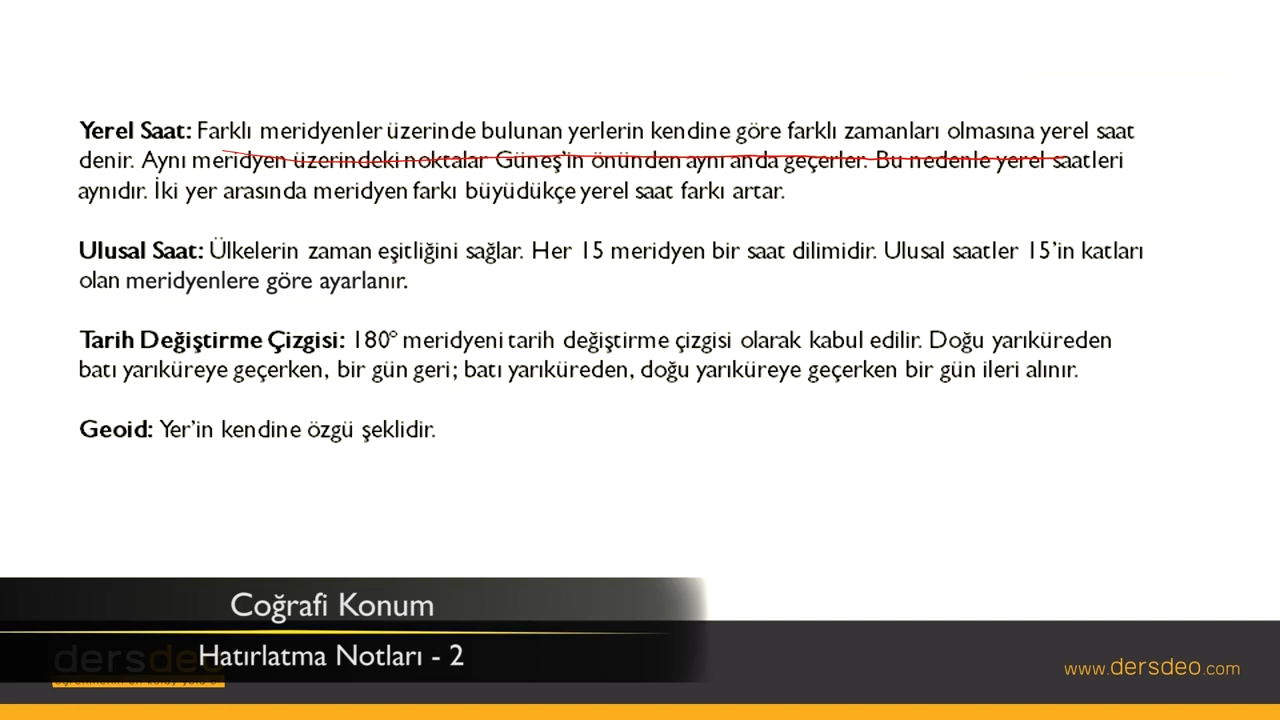 Yerel Saat: Farklı meridyenler üzerinde bulunan yerlerin kendine göre farklı zamanları olmasına yerel saat
denir. Aynı meridyen üzerindeki noktalar Güneş'in önünden aynı anda geçerler. Bu nedenle yerel saatleri
aynıdır. İki yer arasında meridyen farkı büyüdükçe yerel saat farkı artar.
Ulusal Saat: Ülkelerin zaman eşitliğini sağlar. Her 15 meridyen bir saat dilimidir. Ulusal saatler 15'in katları
olan meridyenlere göre ayarlanır.
Tarih Değiştirme Çizgisi: 180° meridyeni tarih değiştirme çizgisi olarak kabul edilir. Doğu yarıküreden
batı yarıküreye geçerken, bir gün geri; batı yarıküreden, doğu yarıküreye geçerken bir gün ileri alınır.
Geoid: Yer'in kendine özgü şeklidir.
Coğrafi Konum
Hatırlatma Notları - 2
dersdeo
www.dersdeo.com